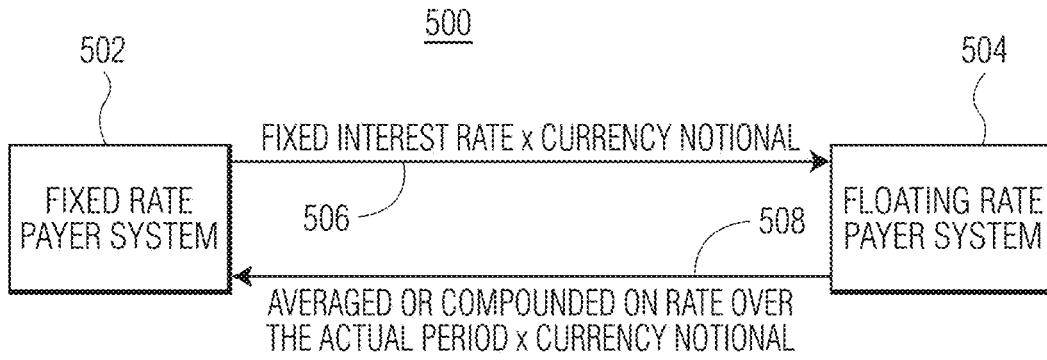 500
502
504
FIXED INTEREST RATE x CURRENCY NOTIONAL
FIXED RATE
PAYER SYSTEM
506
508
FLOATING RATE
PAYER SYSTEM
AVERAGED OR COMPOUNDED ON RATE OVER
THE ACTUAL PERIOD x CURRENCY NOTIONAL